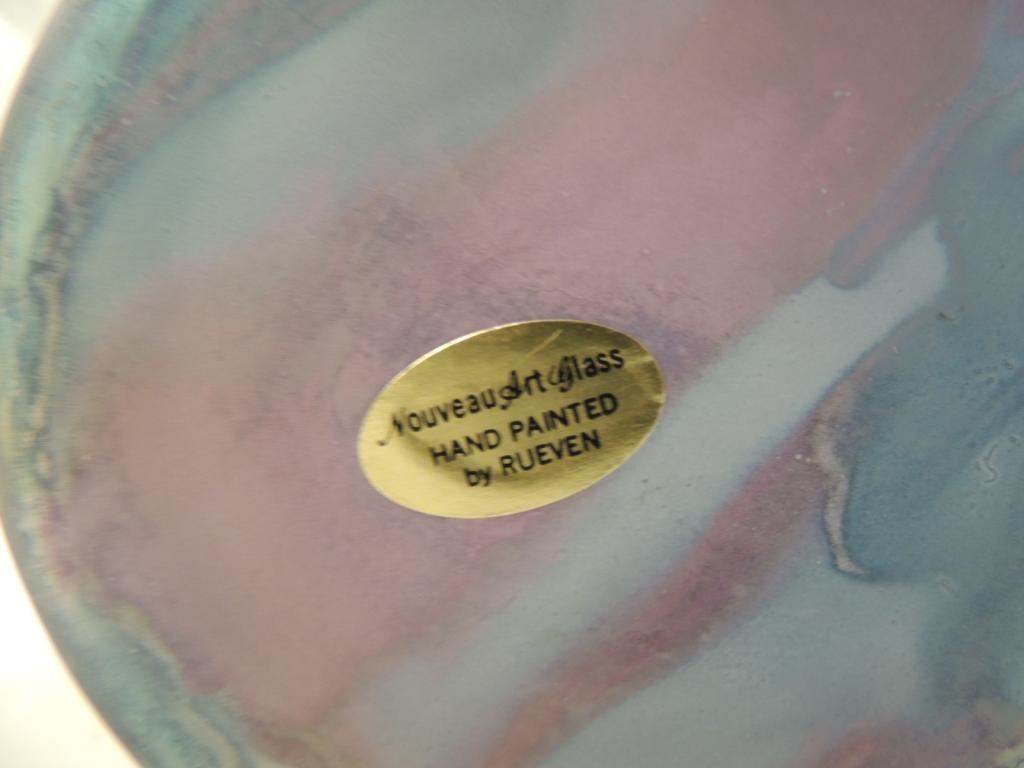 Nouveau Art Glass
HAND PAINTED
by RUEVEN